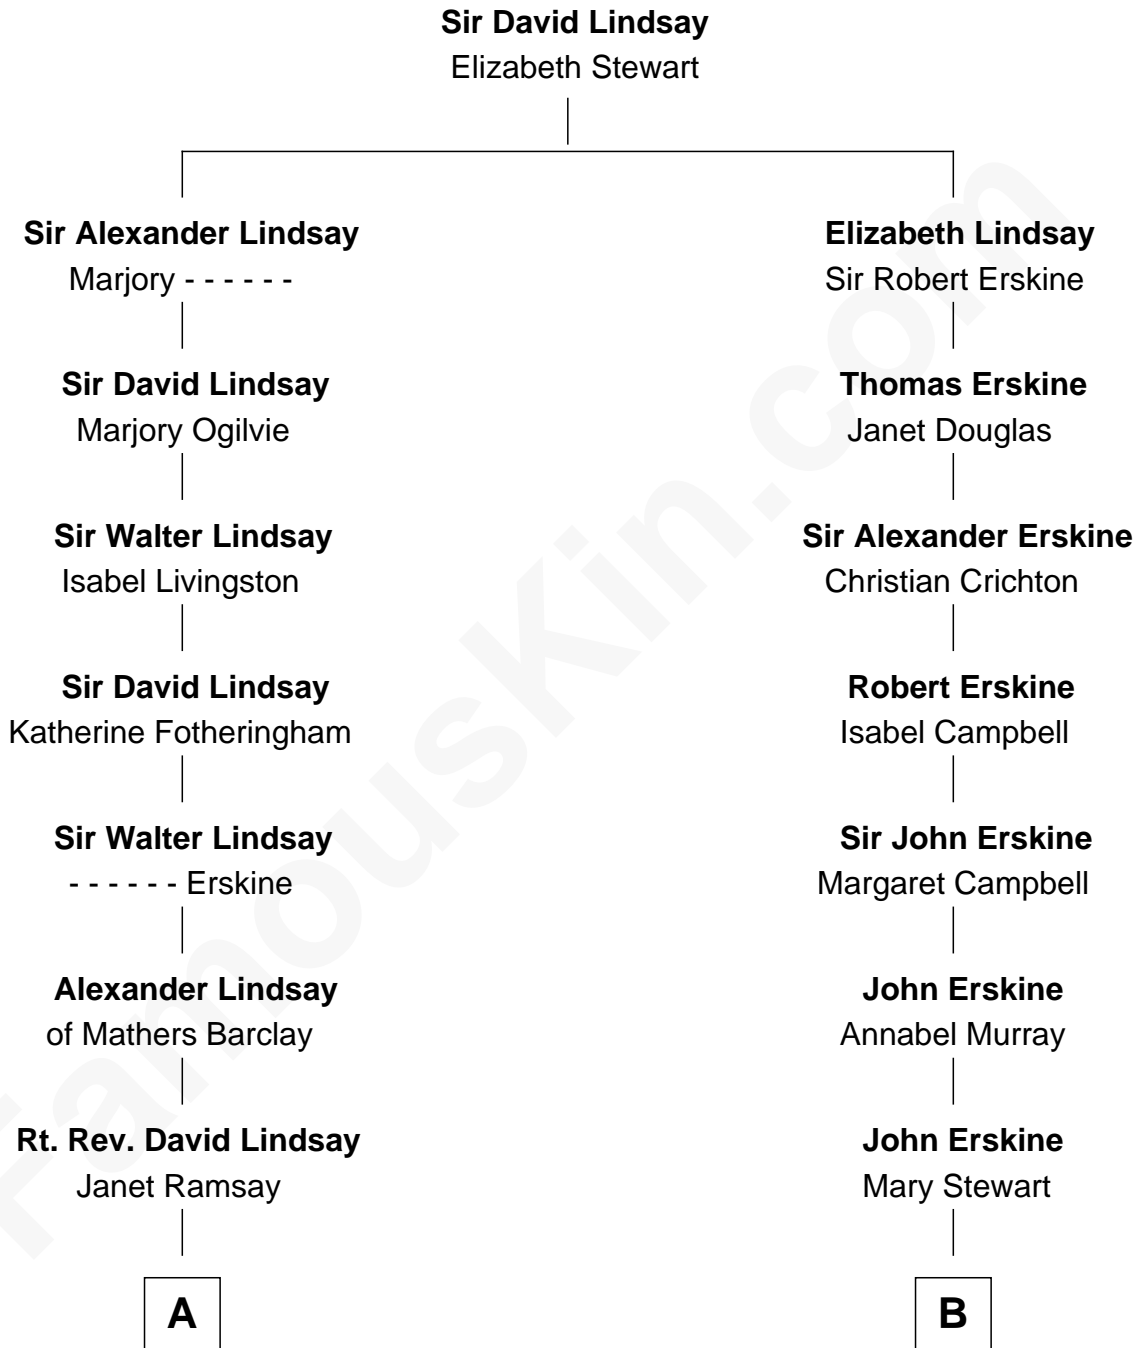 Sir David Lindsay
Elizabeth Stewart
Sir Alexander Lindsay
Marjory - - - - - -
Sir David Lindsay
Marjory Ogilvie
Sir Walter Lindsay
Isabel Livingston
Sir David Lindsay
Katherine Fotheringham
Sir Walter Lindsay
- - - - - - Erskine
Alexander Lindsay
of Mathers Barclay
Rt. Rev. David Lindsay
Janet Ramsay
A
Elizabeth Lindsay
Sir Robert Erskine
Thomas Erskine
Janet Douglas
Sir Alexander Erskine
Christian Crichton
Robert Erskine
Isabel Campbell
Sir John Erskine
Margaret Campbell
John Erskine
Annabel Murray
John Erskine
Mary Stewart
B
FamousKin.com